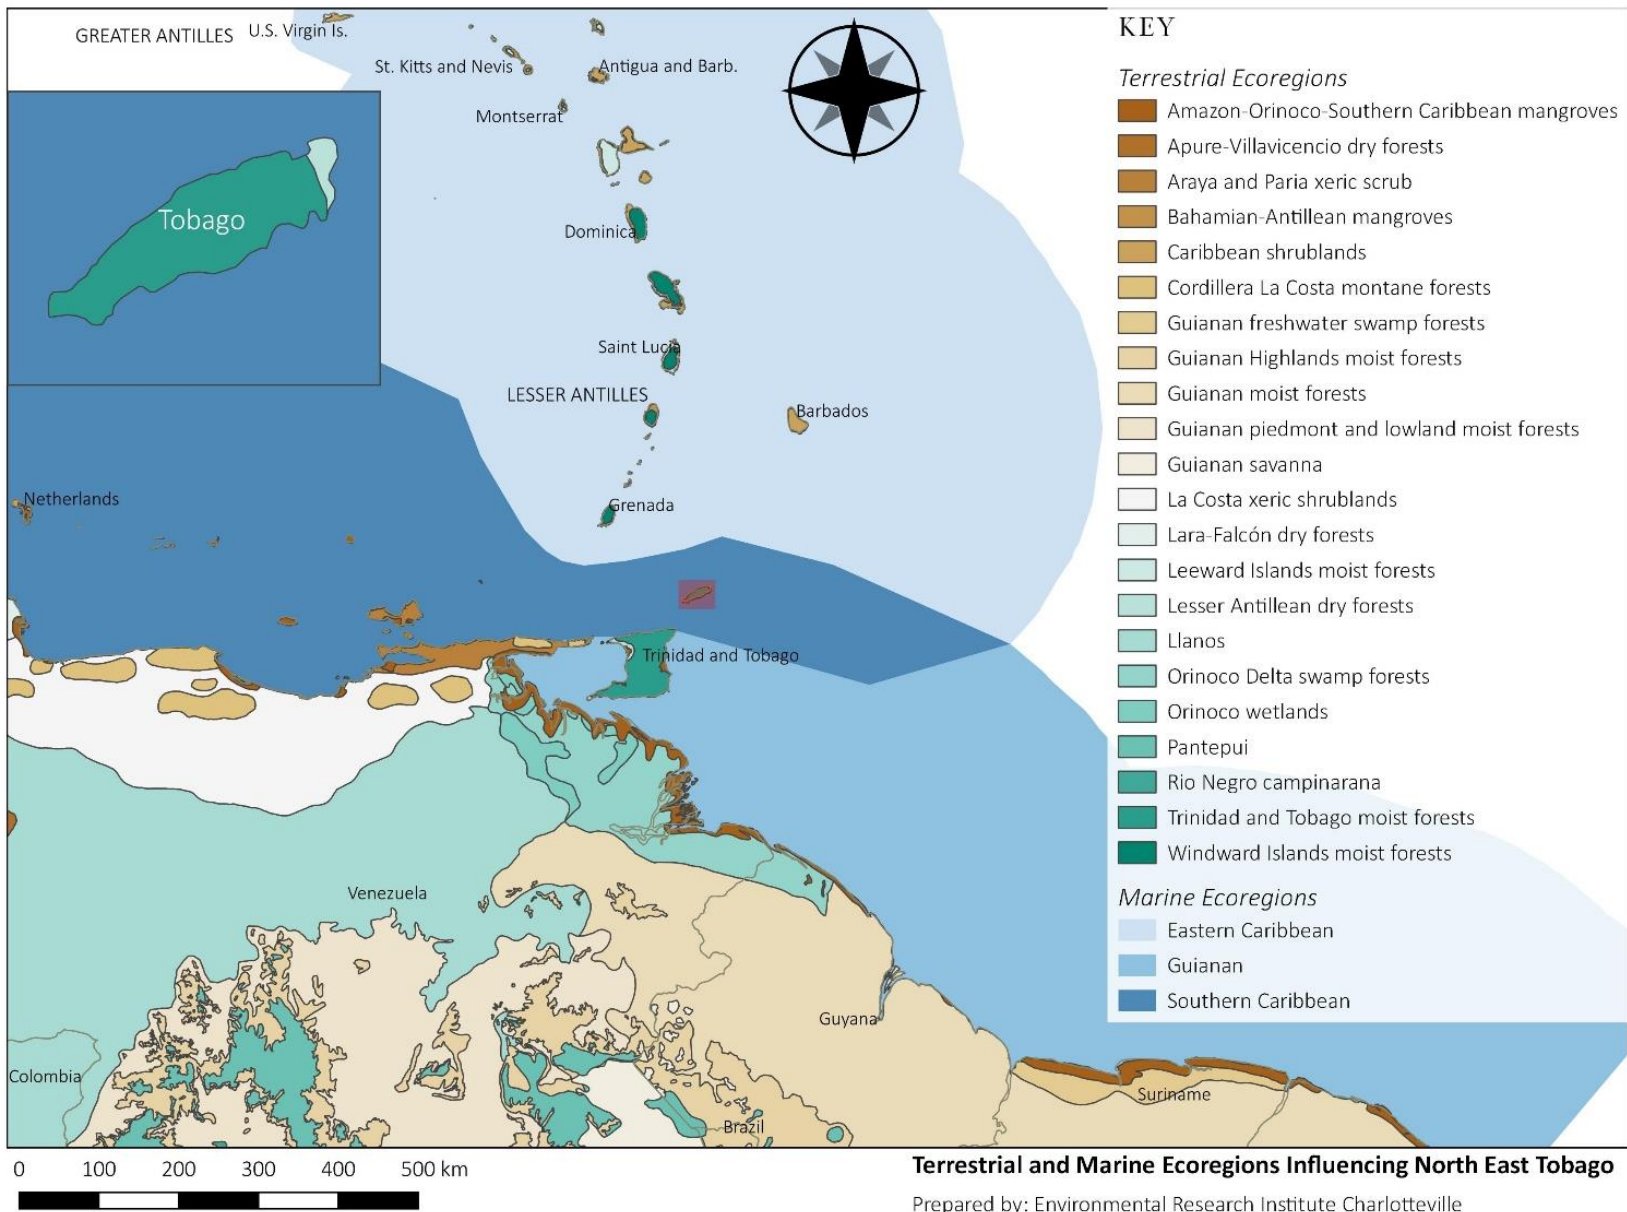 GREATER ANTILLES
U.S. Virgin Is.
St. Kitts and Nevis
Antigua and Barb.
Montserrat
Tobago
Dominica
Saint Lucia
LESSER ANTILLES
Barbados
Netherlands
Grenada
Trinidad and Tobago
Venezuela
Guyana
Colombia
Suriname
Brazil
KEY
Terrestrial Ecoregions
Amazon-Orinoco-Southern Caribbean mangroves
Apure-Villavicencio dry forests
Araya and Paria xeric scrub
Bahamian-Antillean mangroves
Caribbean shrublands
Cordillera La Costa montane forests
Guianan freshwater swamp forests
Guianan Highlands moist forests
Guianan moist forests
Guianan piedmont and lowland moist forests
Guianan savanna
La Costa xeric shrublands
Lara-Falcón dry forests
Leeward Islands moist forests
Lesser Antillean dry forests
Llanos
Orinoco Delta swamp forests
Orinoco wetlands
Pantepui
Rio Negro campinarana
Trinidad and Tobago moist forests
Windward Islands moist forests
Marine Ecoregions
Eastern Caribbean
Guianan
Southern Caribbean
0 100 200 300 400 500 km
Terrestrial and Marine Ecoregions Influencing North East Tobago
Prepared by: Environmental Research Institute Charlotteville